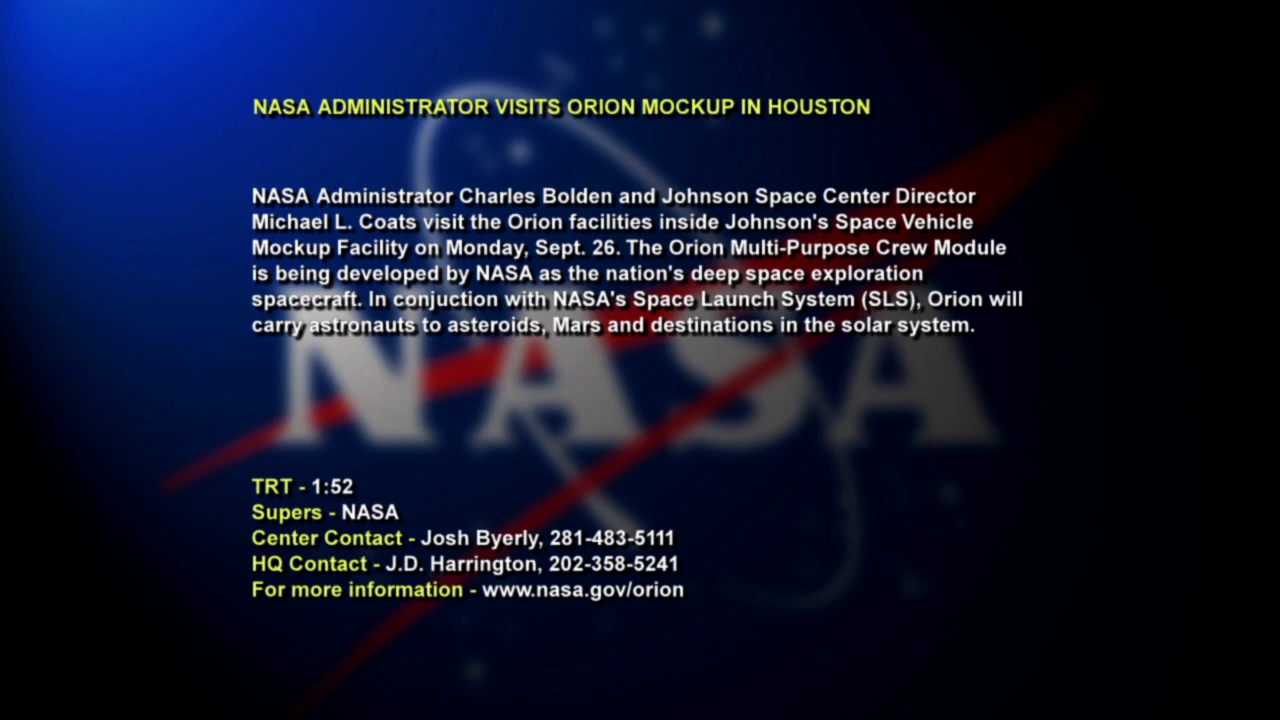 NASA ADMINISTRATOR VISITS ORION MOCKUP IN HOUSTON
NASA Administrator Charles Bolden and Johnson Space Center Director
Michael L. Coats visit the Orion facilities inside Johnson's Space Vehicle
Mockup Facility on Monday, Sept. 26. The Orion Multi-Purpose Crew Module
is being developed by NASA as the nation's deep space exploration
spacecraft. In conjuction with NASA's Space Launch System (SLS), Orion will
carry astronauts to asteroids, Mars and destinations in the solar system.
NASA
TRT - 1:52
Supers - NASA
Center Contact - Josh Byerly, 281-483-5111
HQ Contact - J.D. Harrington, 202-358-5241
For more information - www.nasa.gov/orion